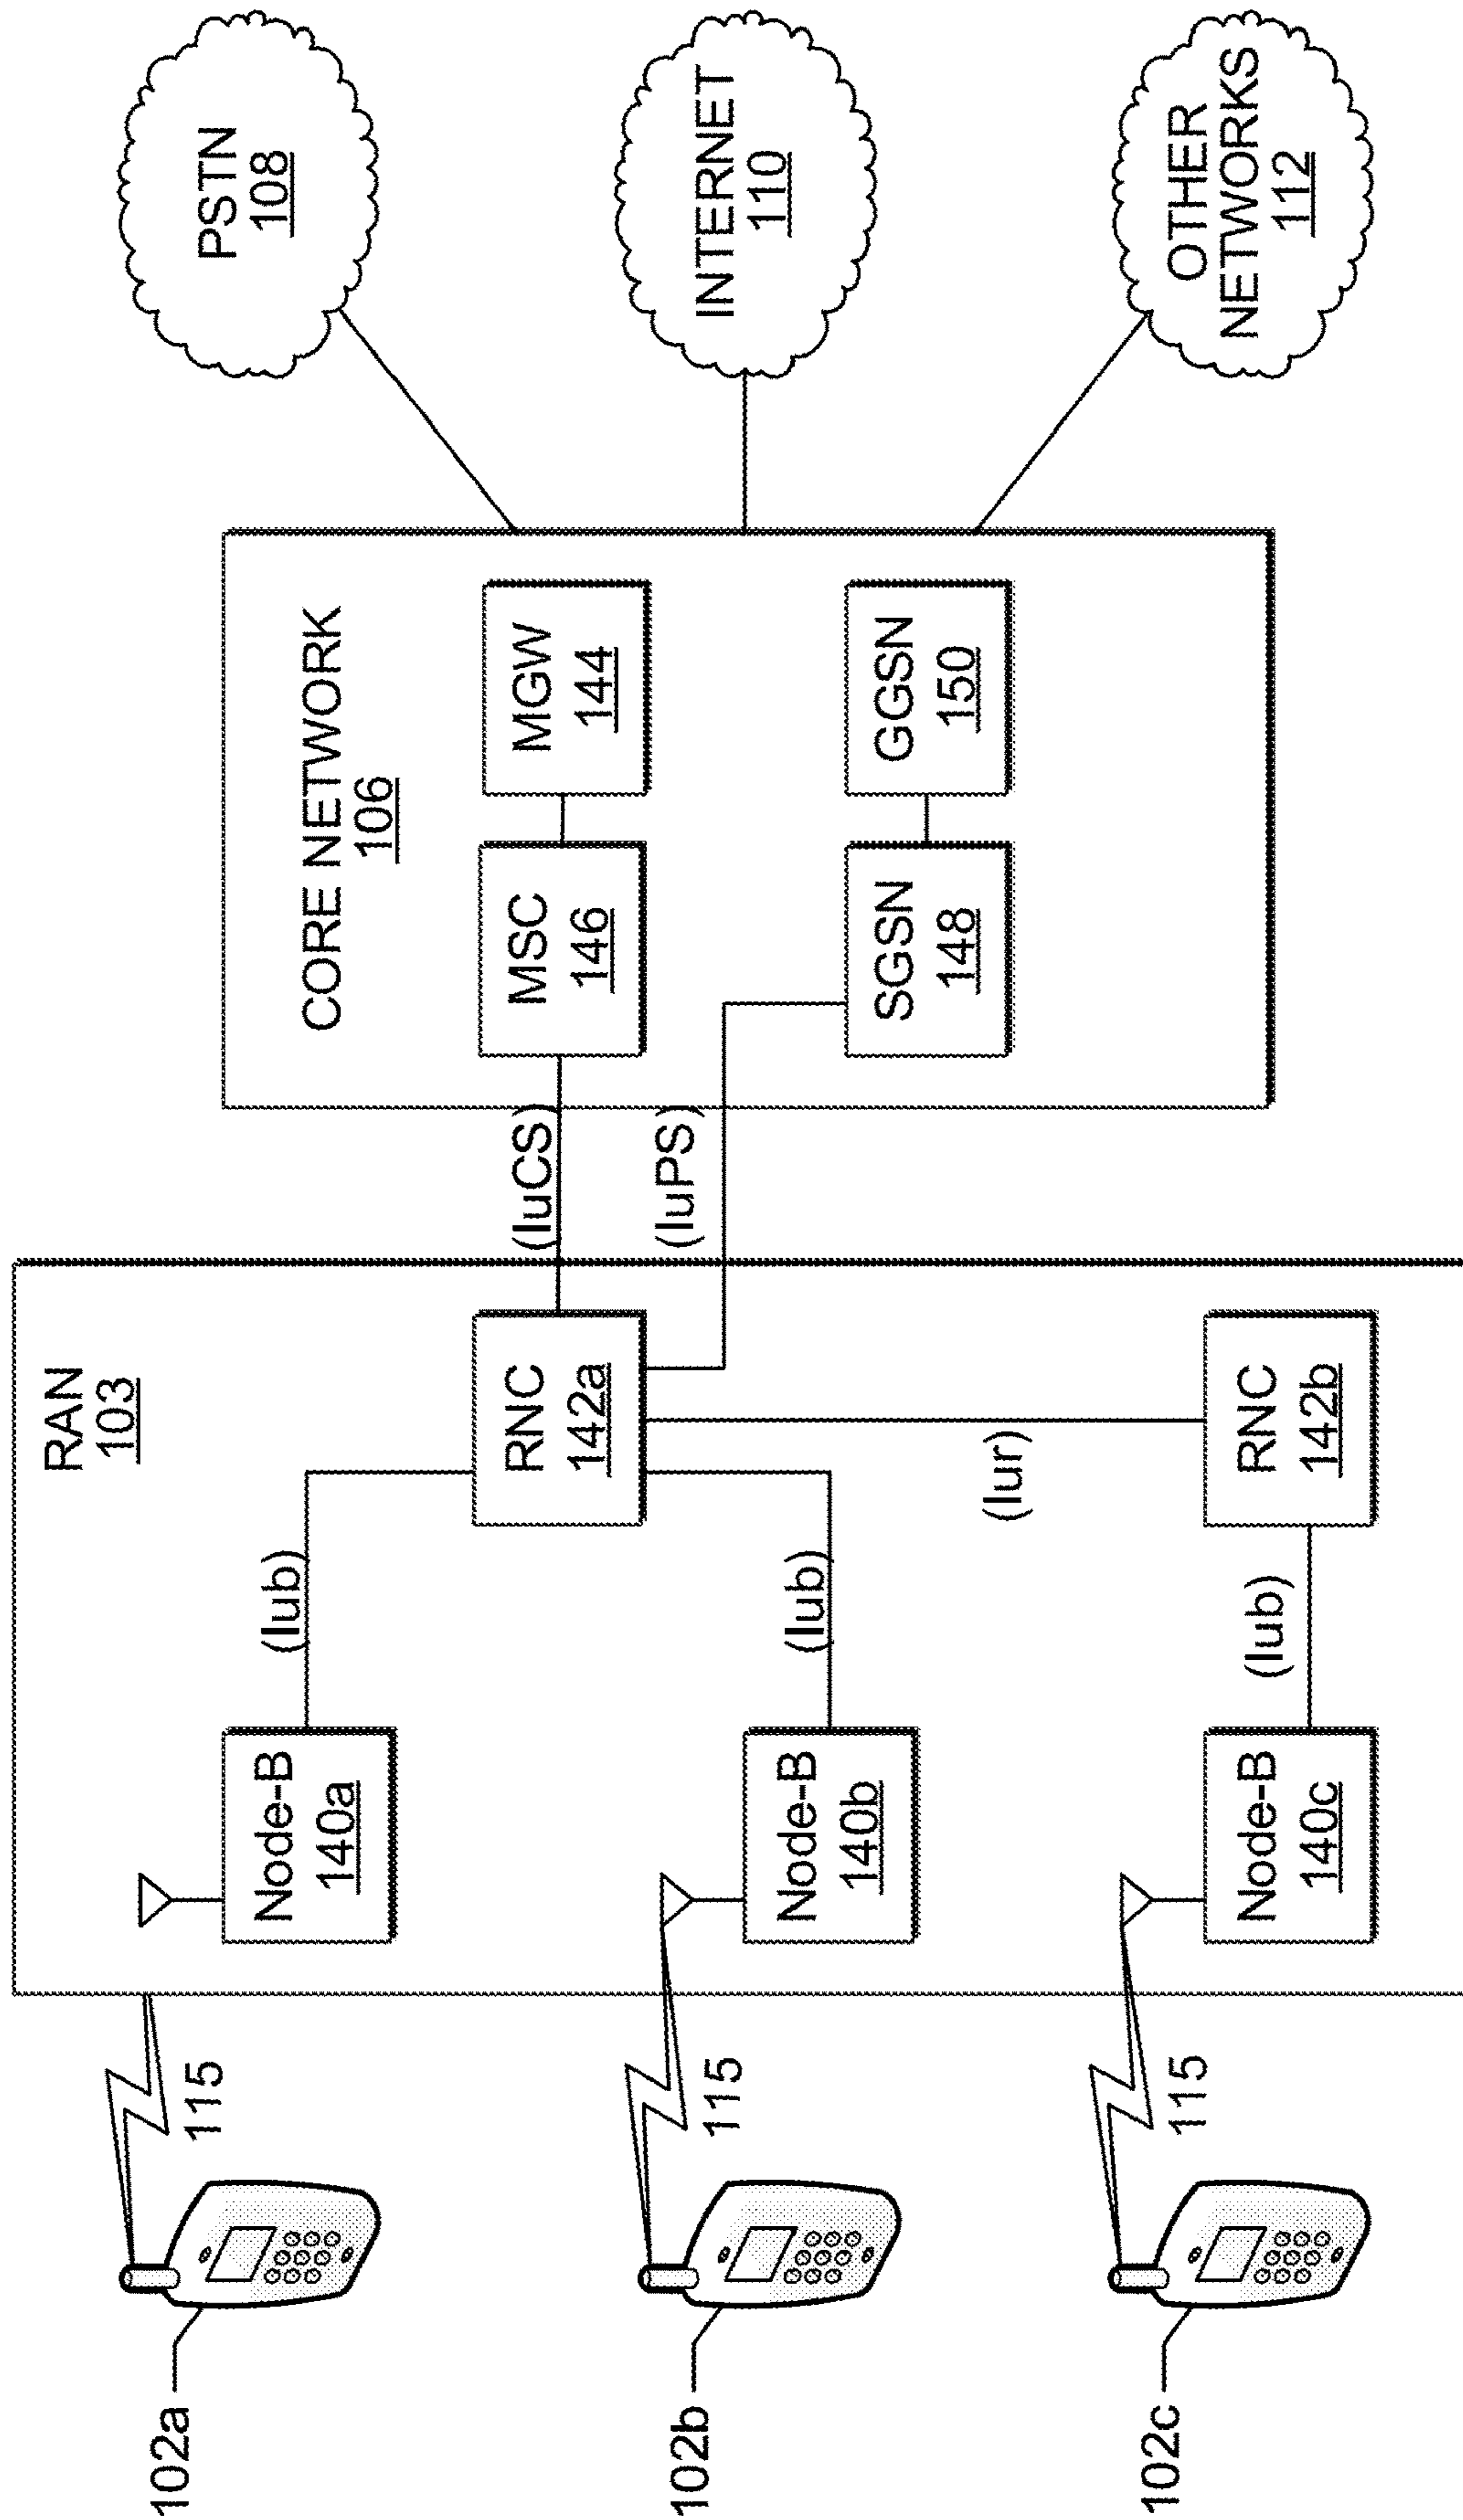 RAN
103
CORE NETWORK
106
PSTN
108
102a
115
Node-B
140a
(Iub)
RNC
142a
(IuCS)
MSC
146
MGW
144
INTERNET
110
102b
115
Node-B
140b
(Iub)
(IuPS)
SGSN
148
GGSN
150
(Iur)
102c
115
Node-B
140c
(Iub)
RNC
142b
OTHER
NETWORKS
112